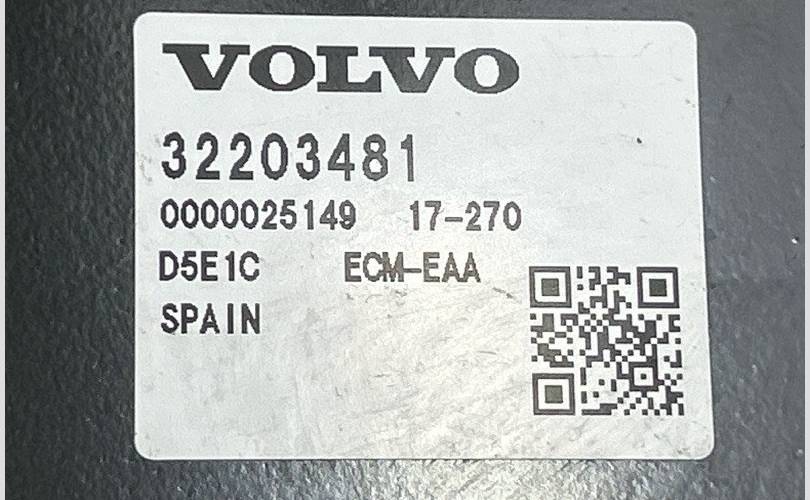 VOLVO
32203481
0000025149 17-270
D5E1C ECM-EAA
SPAIN